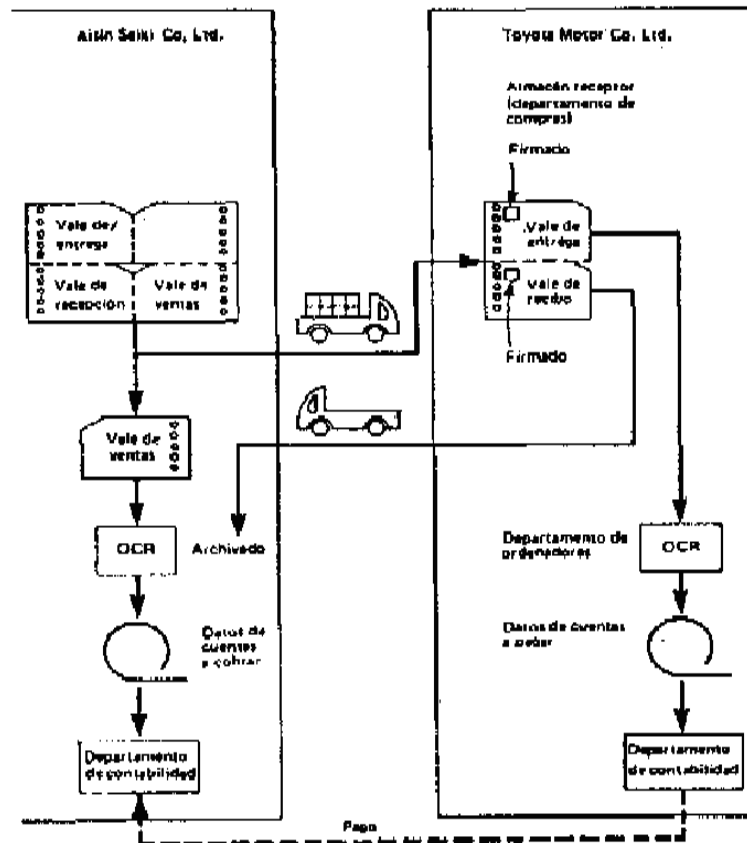 Aisin Seiki Co, Ltd.
Toyota Motor Co. Ltd.
Almacén receptor
(departamento de
compras)
Firmado
Vale de
entrega
Vale de
recepción
Vale de
ventas
Vale de
entrega
Vale de
recibo
Firmado
Vale de
ventas
OCR
Archivado
Departamento de
ordenadores
OCR
Datos de
cuentas
a cobrar
Datos de cuentas
a
Departamento
de contabilidad
Departamento
de contabilidad
Pago